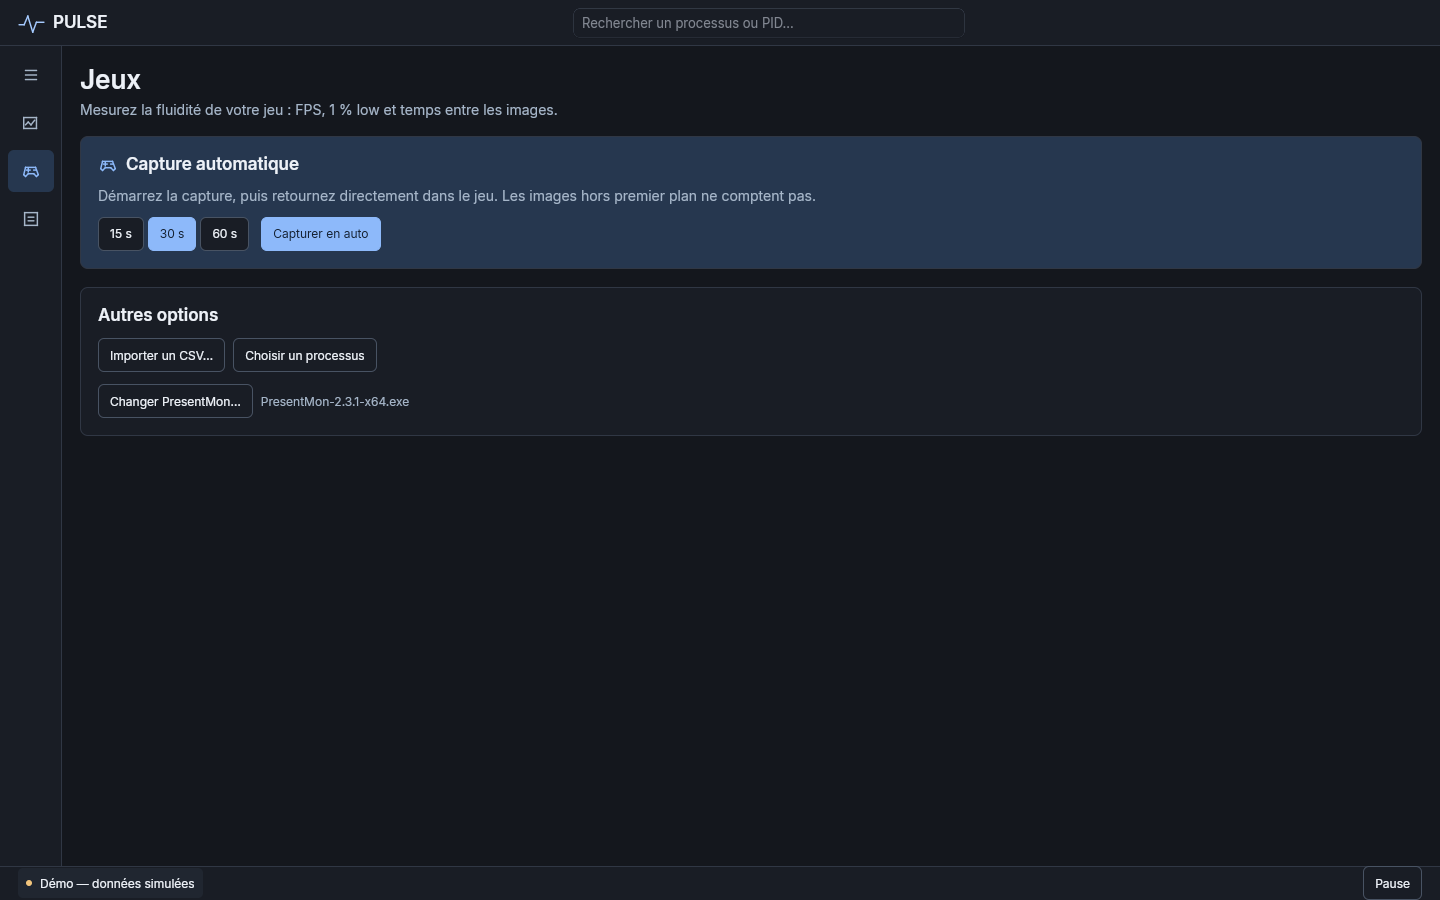 PULSE
Rechercher un processus ou PID...
Jeux
Mesurez la fluidité de votre jeu : FPS, 1 % low et temps entre les images.
Capture automatique
Démarrez la capture, puis retournez directement dans le jeu. Les images hors premier plan ne comptent pas.
15 s 30 s 60 s Capturer en auto
Autres options
Importer un CSV... Choisir un processus
Changer PresentMon... PresentMon-2.3.1-x64.exe
Démo — données simulées Pause